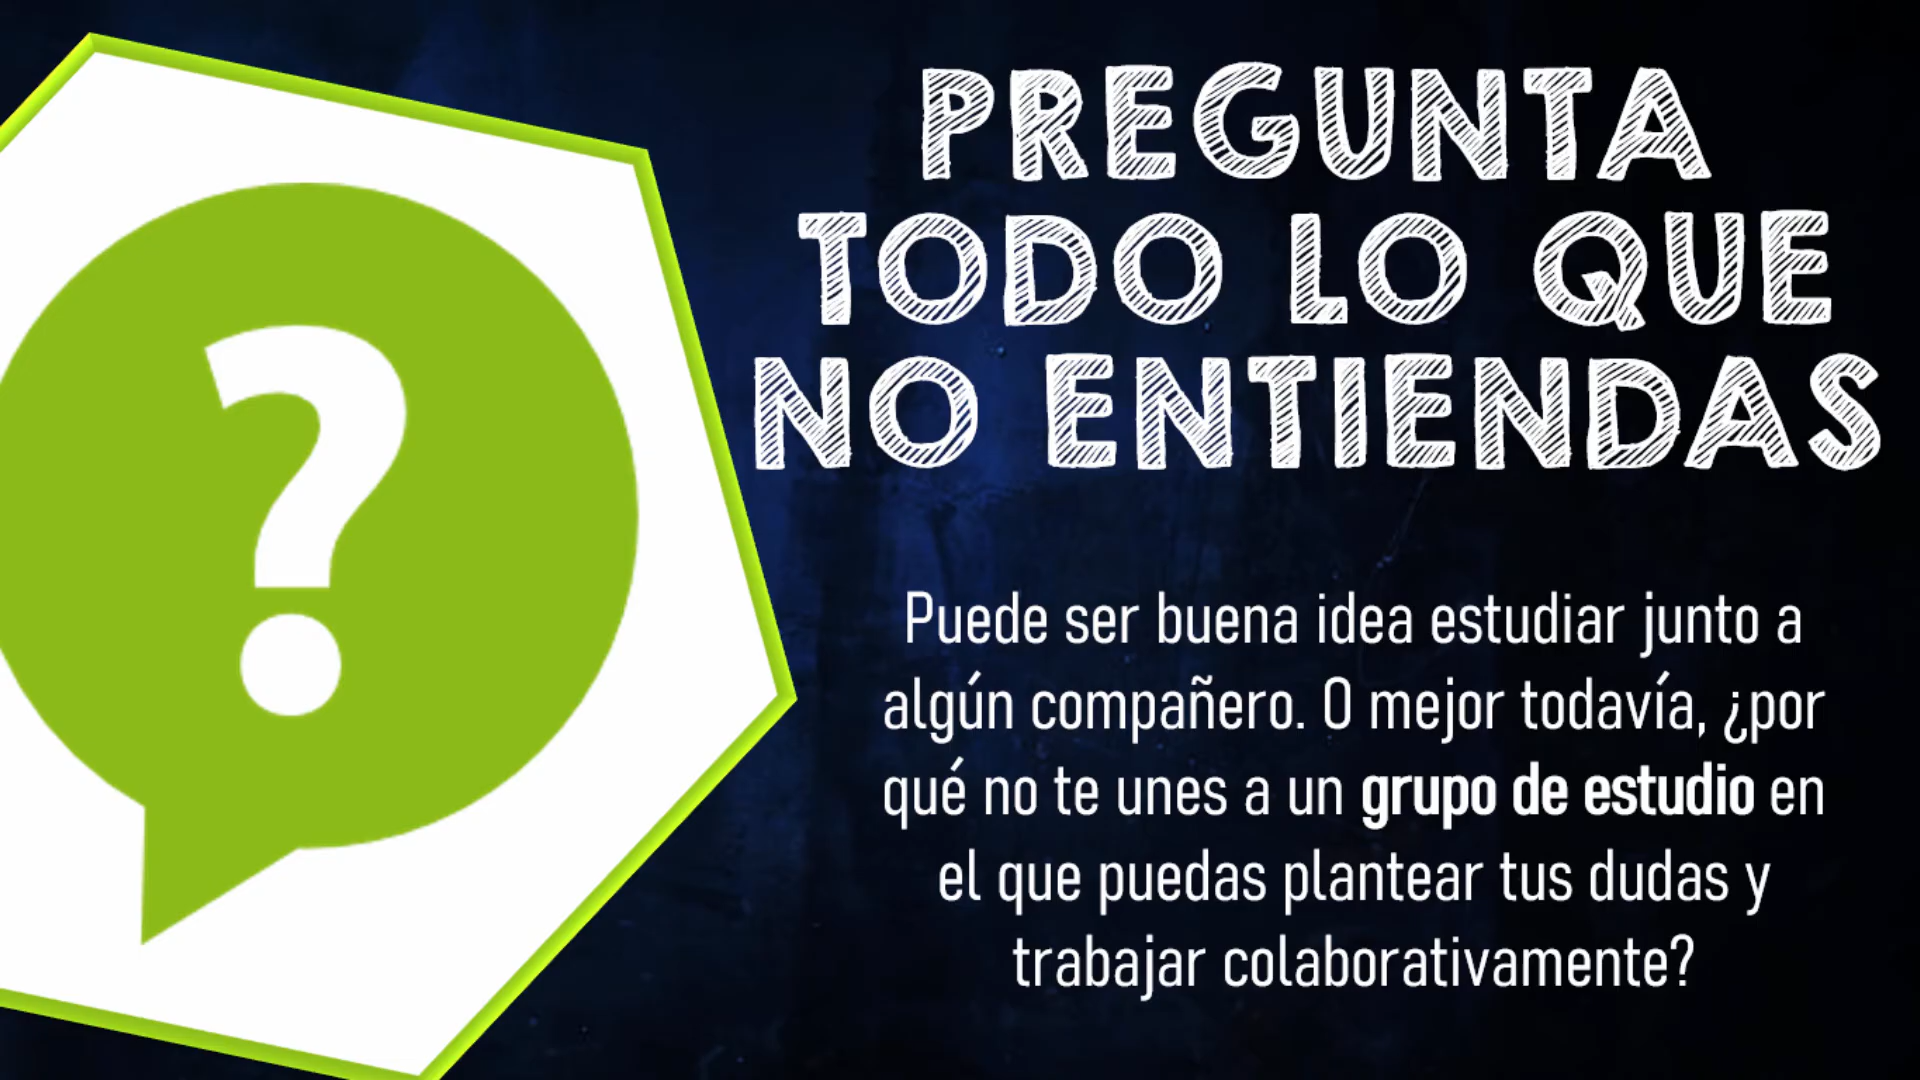 PREGUNTA
TODO LO QUE
NO ENTIENDAS
Puede ser buena idea estudiar junto a
algún compañero. O mejor todavía, ¿por
qué no te unes a un grupo de estudio en
el que puedas plantear tus dudas y
trabajar colaborativamente?